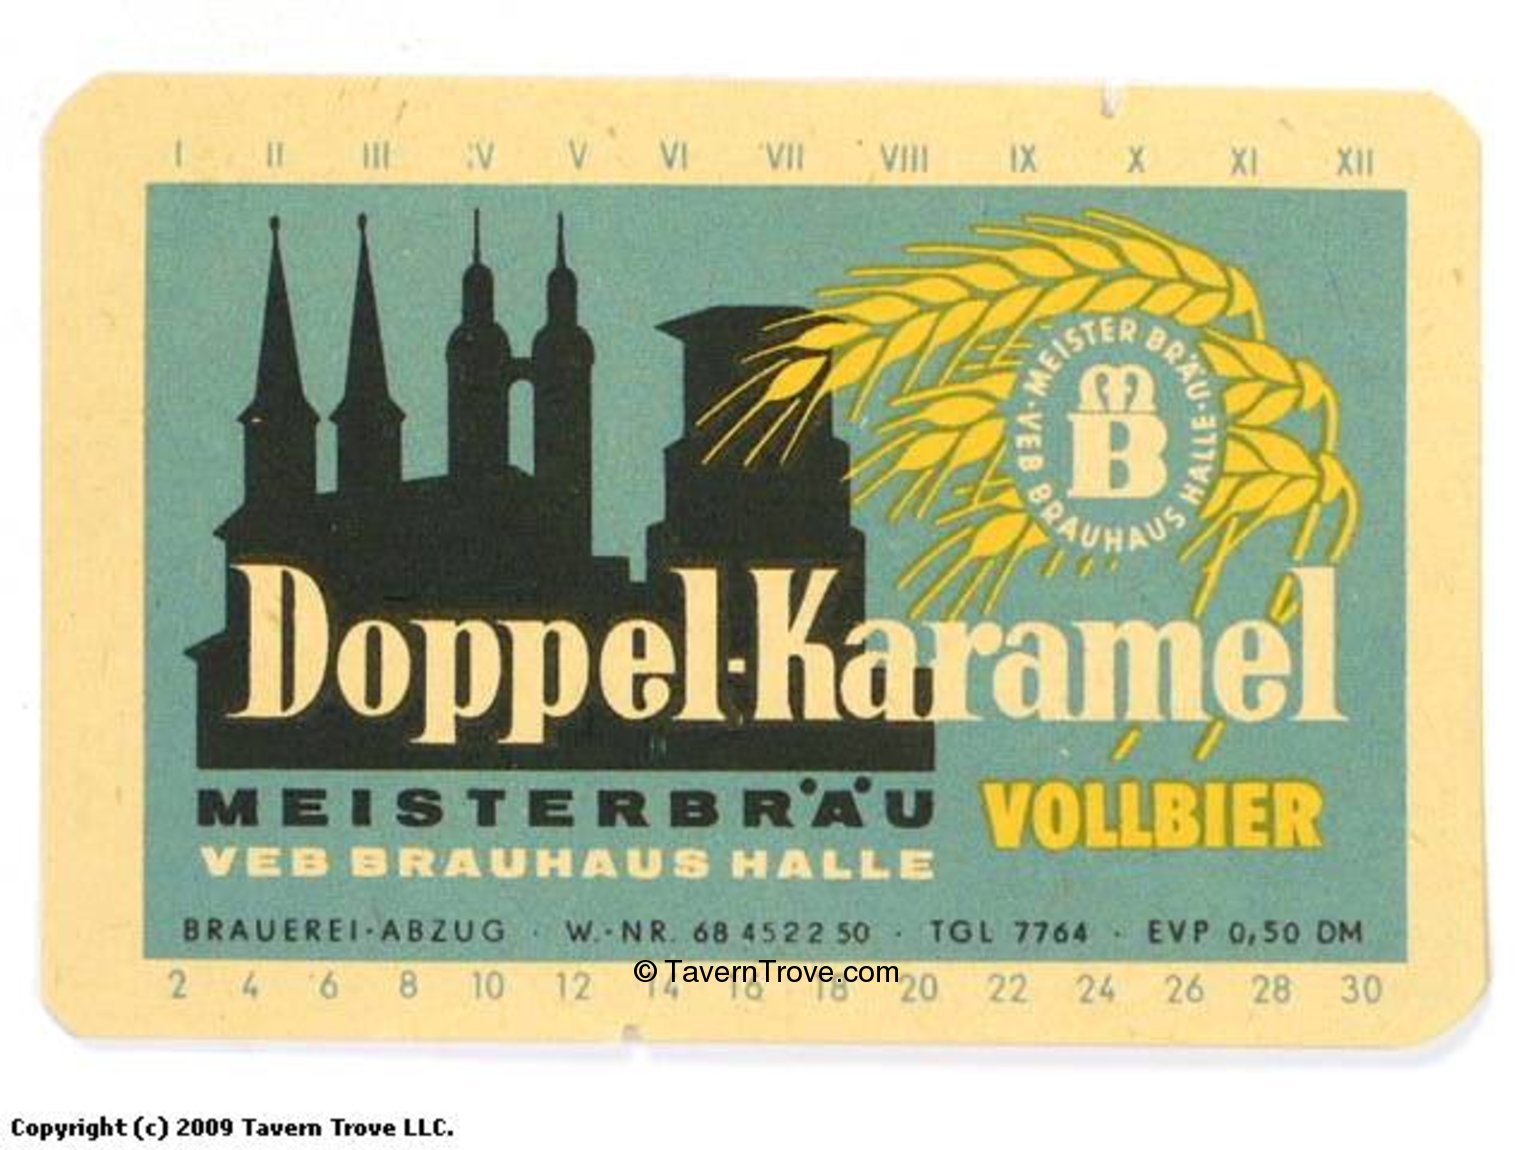 I II III IV V VI VII VIII IX X XI XII
MEISTER BRÄU · HALLE · VEB BRAUHAUS
B
Doppel-Karamel
MEISTERBRÄU
VOLLBIER
VEB BRAUHAUS HALLE
BRAUEREI-ABZUG · W.-NR. 68 45 22 50 · TGL 7764 · EVP 0,50 DM
© TavernTrove.com
2 4 6 8 10 12 14 16 18 20 22 24 26 28 30
Copyright (c) 2009 Tavern Trove LLC.